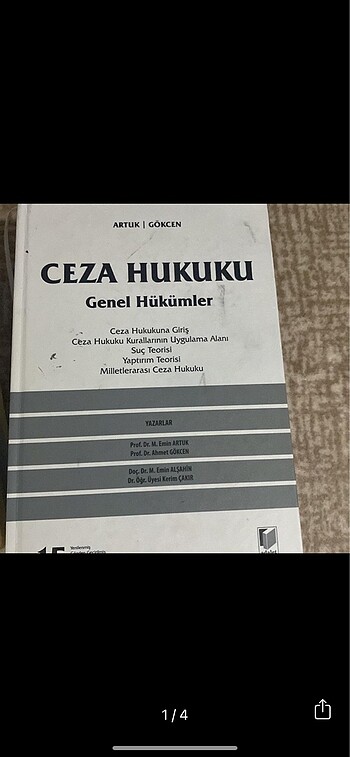 ARTUK | GÖKCEN
CEZA HUKUKU
Genel Hükümler
Ceza Hukukuna Giriş
Ceza Hukuku Kurallarının Uygulama Alanı
Suç Teorisi
Yaptırım Teorisi
Milletlerarası Ceza Hukuku
YAZARLAR
Prof. Dr. M. Emin ARTUK
Prof. Dr. Ahmet GÖKCEN
Doç. Dr. M. Emin ALŞAHİN
Dr. Öğr. Üyesi Kerim ÇAKIR
15
Yenilenmiş
1/4